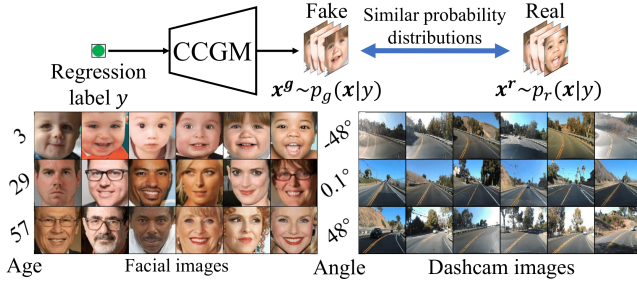 Fake
Similar probability
distributions
Real
CCGM
Regression
label y
x^g~p_g(x|y)
x^r~p_r(x|y)
3
29
57
Age
Facial images
-48°
0.1°
48°
Angle
Dashcam images